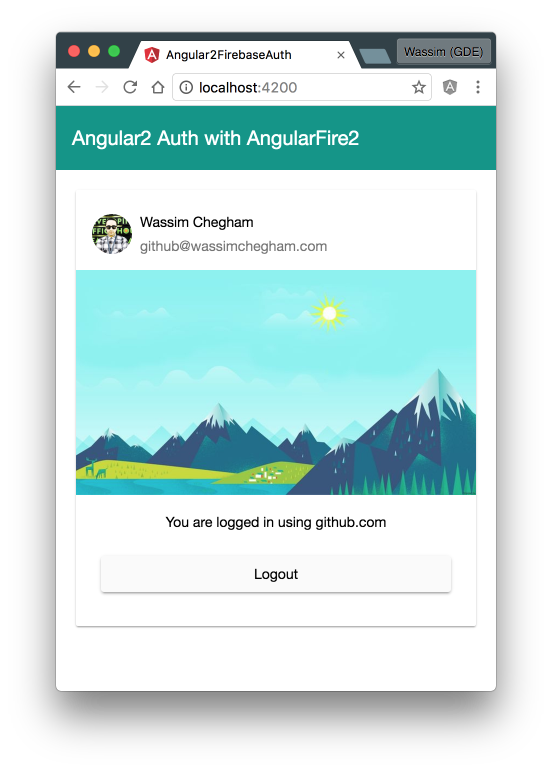 Angular2FirebaseAuth
Wassim (GDE)
localhost:4200
Angular2 Auth with AngularFire2
Wassim Chegham
github@wassimchegham.com
You are logged in using github.com
Logout